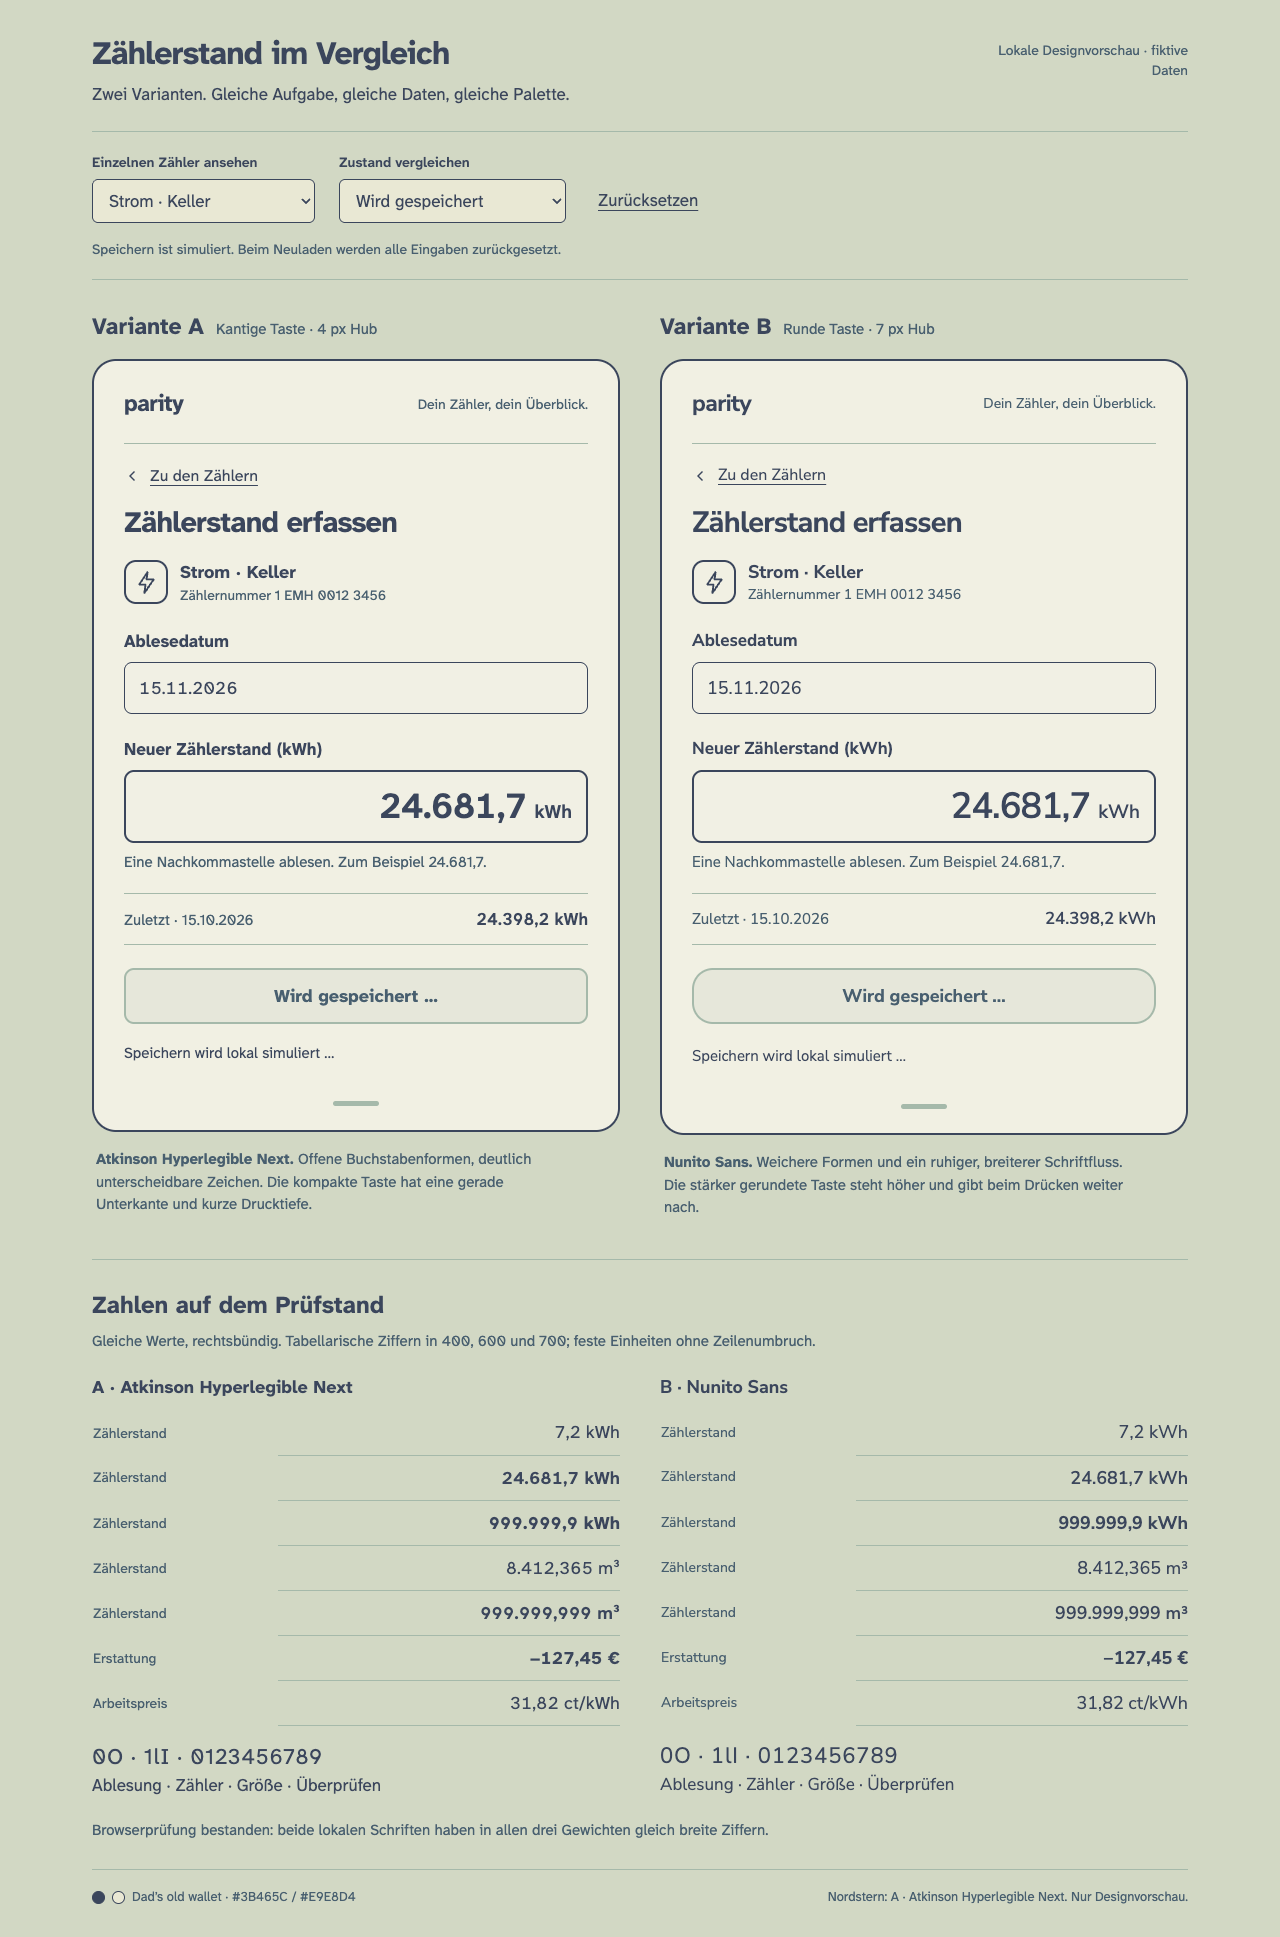 Zählerstand im Vergleich
Lokale Designvorschau · fiktive
Daten
Zwei Varianten. Gleiche Aufgabe, gleiche Daten, gleiche Palette.
Einzelnen Zähler ansehen
Zustand vergleichen
Strom · Keller
Wird gespeichert
Zurücksetzen
Speichern ist simuliert. Beim Neuladen werden alle Eingaben zurückgesetzt.
Variante A Kantige Taste · 4 px Hub
parity
Dein Zähler, dein Überblick.
Zu den Zählern
Zählerstand erfassen
Strom · Keller
Zählernummer 1 EMH 0012 3456
Ablesedatum
15.11.2026
Neuer Zählerstand (kWh)
24.681,7 kWh
Eine Nachkommastelle ablesen. Zum Beispiel 24.681,7.
Zuletzt · 15.10.2026
24.398,2 kWh
Wird gespeichert ...
Speichern wird lokal simuliert ...
Atkinson Hyperlegible Next. Offene Buchstabenformen, deutlich
unterscheidbare Zeichen. Die kompakte Taste hat eine gerade
Unterkante und kurze Drucktiefe.
Variante B Runde Taste · 7 px Hub
parity
Dein Zähler, dein Überblick.
Zu den Zählern
Zählerstand erfassen
Strom · Keller
Zählernummer 1 EMH 0012 3456
Ablesedatum
15.11.2026
Neuer Zählerstand (kWh)
24.681,7 kWh
Eine Nachkommastelle ablesen. Zum Beispiel 24.681,7.
Zuletzt · 15.10.2026
24.398,2 kWh
Wird gespeichert ...
Speichern wird lokal simuliert ...
Nunito Sans. Weichere Formen und ein ruhiger, breiterer Schriftfluss.
Die stärker gerundete Taste steht höher und gibt beim Drücken weiter
nach.
Zahlen auf dem Prüfstand
Gleiche Werte, rechtsbündig. Tabellarische Ziffern in 400, 600 und 700; feste Einheiten ohne Zeilenumbruch.
A · Atkinson Hyperlegible Next
Zählerstand 7,2 kWh
Zählerstand 24.681,7 kWh
Zählerstand 999.999,9 kWh
Zählerstand 8.412,365 m³
Zählerstand 999.999,999 m³
Erstattung −127,45 €
Arbeitspreis 31,82 ct/kWh
0O · 1lI · 0123456789
Ablesung · Zähler · Größe · Überprüfen
B · Nunito Sans
Zählerstand 7,2 kWh
Zählerstand 24.681,7 kWh
Zählerstand 999.999,9 kWh
Zählerstand 8.412,365 m³
Zählerstand 999.999,999 m³
Erstattung −127,45 €
Arbeitspreis 31,82 ct/kWh
0O · 1lI · 0123456789
Ablesung · Zähler · Größe · Überprüfen
Browserprüfung bestanden: beide lokalen Schriften haben in allen drei Gewichten gleich breite Ziffern.
Dad's old wallet · #3B465C / #E9E8D4
Nordstern: A · Atkinson Hyperlegible Next. Nur Designvorschau.